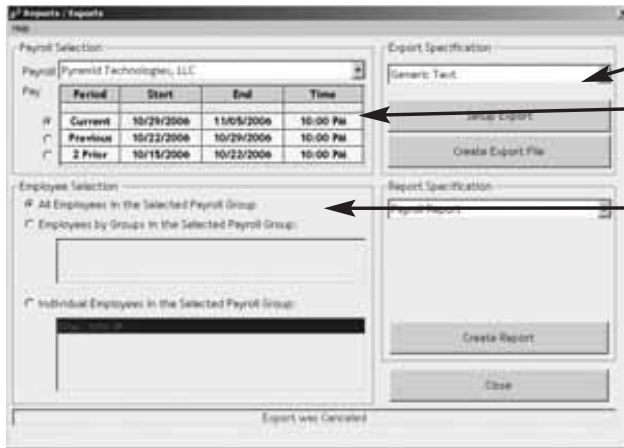 Reports / Exports
Help
Payroll Selection
Payroll Pyramid Technologies, LLC
Pay
Period Start End Time
Current 10/29/2006 11/05/2006 10:00 PM
Previous 10/22/2006 10/29/2006 10:00 PM
2 Prior 10/15/2006 10/22/2006 10:00 PM
Export Specification
Generic Text
Setup Export
Create Export File
Employee Selection
All Employees in the Selected Payroll Group
Employees by Groups in the Selected Payroll Group:
Individual Employees in the Selected Payroll Group:
Report Specification
Payroll Report
Create Report
Close
Export was Canceled